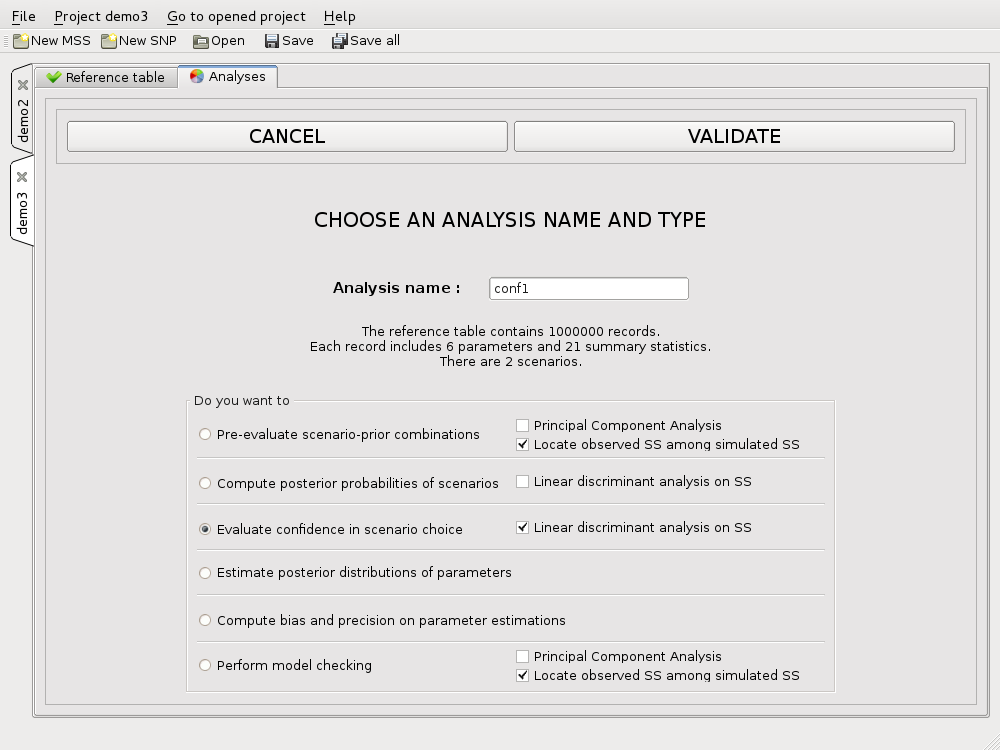 File Project demo3 Go to opened project Help
New MSS New SNP Open Save Save all
demo2
demo3
Reference table Analyses
CANCEL VALIDATE
CHOOSE AN ANALYSIS NAME AND TYPE
Analysis name : conf1
The reference table contains 1000000 records.
Each record includes 6 parameters and 21 summary statistics.
There are 2 scenarios.
Do you want to
Pre-evaluate scenario-prior combinations
Principal Component Analysis
Locate observed SS among simulated SS
Compute posterior probabilities of scenarios Linear discriminant analysis on SS
Evaluate confidence in scenario choice Linear discriminant analysis on SS
Estimate posterior distributions of parameters
Compute bias and precision on parameter estimations
Perform model checking
Principal Component Analysis
Locate observed SS among simulated SS